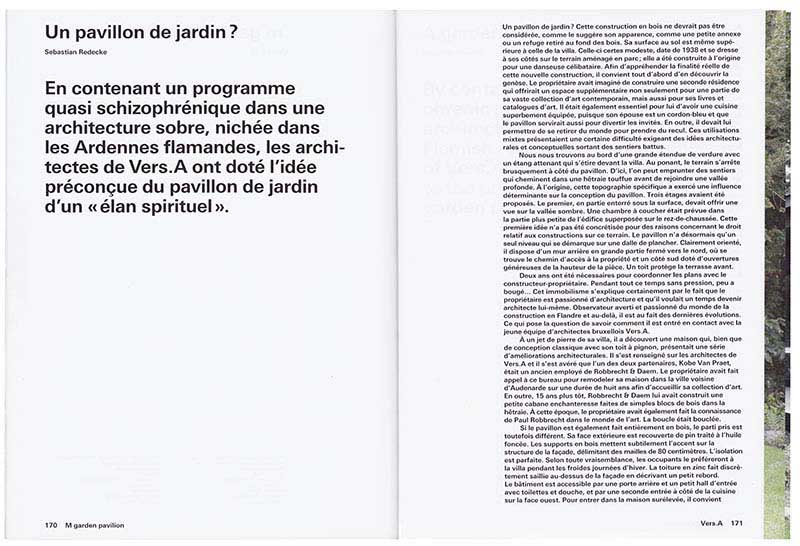 Un pavillon de jardin ?
Sebastian Redecke
En contenant un programme
quasi schizophrénique dans une
architecture sobre, nichée dans
les Ardennes flamandes, les archi-
tectes de Vers.A ont doté l’idée
préconçue du pavillon de jardin
d’un « élan spirituel ».
170 M garden pavilion
Un pavillon de jardin ? Cette construction en bois ne devrait pas être
considérée, comme le suggère son apparence, comme une petite annexe
ou un refuge retiré au fond des bois. Sa surface au sol est même supé-
rieure à celle de la villa. Celle-ci certes modeste, date de 1938 et se dresse
à ses côtés sur le terrain aménagé en parc ; elle a été construite à l’origine
pour une danseuse célibataire. Afin d’appréhender la finalité réelle de
cette nouvelle construction, il convient tout d’abord d’en découvrir la
genèse. Le propriétaire avait imaginé de construire une seconde résidence
qui offrirait un espace supplémentaire non seulement pour une partie de
sa vaste collection d’art contemporain, mais aussi pour ses livres et
catalogues d’art. Il était également essentiel pour lui d’avoir une cuisine
superbement équipée, puisque son épouse est un cordon-bleu et que
le pavillon servirait aussi pour divertir les invités. En outre, il devait lui
permettre de se retirer du monde pour prendre du recul. Ces utilisations
mixtes présentaient une certaine difficulté exigeant des idées architectu-
rales et conceptuelles sortant des sentiers battus.
Nous nous trouvons au bord d’une grande étendue de verdure avec
un étang attenant qui s’étire devant la villa. Au ponant, le terrain s’arrête
brusquement à côté du pavillon. D’ici, l’on peut emprunter des sentiers
qui cheminent dans une hêtraie touffue avant de rejoindre une vallée
profonde. À l’origine, cette topographie spécifique a exercé une influence
déterminante sur la conception du pavillon. Trois étages avaient été
proposés. Le premier, en partie enterré sous la surface, devait offrir une
vue sur la vallée sombre. Une chambre à coucher était prévue dans
la partie plus petite de l’édifice superposée sur le rez-de-chaussée. Cette
première idée n’a pas été concrétisée pour des raisons concernant le droit
relatif aux constructions sur ce terrain. Le pavillon n’a désormais qu’un
seul niveau qui se démarque sur une dalle de plancher. Clairement orienté,
il dispose d’un mur arrière en grande partie fermé vers le nord, où se
trouve le chemin d’accès à la propriété et un côté sud doté d’ouvertures
généreuses de la hauteur de la pièce. Un toit protège la terrasse avant.
Deux ans ont été nécessaires pour coordonner les plans avec le
constructeur-propriétaire. Pendant tout ce temps sans pression, peu a
bougé… Cet immobilisme s’explique certainement par le fait que le
propriétaire est passionné d’architecture et qu’il voulait un temps devenir
architecte lui-même. Observateur averti et passionné du monde de la
construction en Flandre et au-delà, il est au fait des dernières évolutions.
Ce qui pose la question de savoir comment il est entré en contact avec la
jeune équipe d’architectes bruxellois Vers.A.
À un jet de pierre de sa villa, il a découvert une maison qui, bien que
de conception classique avec son toit à pignon, présentait une série
d’améliorations architecturales. Il s’est renseigné sur les architectes de
Vers.A et il s’est avéré que l’un des deux partenaires, Kobe Van Praet,
était un ancien employé de Robbrecht & Daem. Le propriétaire avait fait
appel à ce bureau pour remodeler sa maison dans la ville voisine
d’Audenarde sur une durée de huit ans afin d’accueillir sa collection d’art.
En outre, 15 ans plus tôt, Robbrecht & Daem lui avait construit une
petite cabane enchanteresse faites de simples blocs de bois dans la
hêtraie. À cette époque, le propriétaire avait également fait la connaissance
de Paul Robbrecht dans le monde de l’art. La boucle était bouclée.
Si le pavillon est également fait entièrement en bois, le parti pris est
toutefois différent. Sa face extérieure est recouverte de pin traité à l’huile
foncée. Les supports en bois mettent subtilement l’accent sur la
structure de la façade, délimitant des mailles de 80 centimètres. L’isolation
est parfaite. Selon toute vraisemblance, les occupants le préféreront à
la villa pendant les froides journées d’hiver. La toiture en zinc fait discrè-
tement saillie au-dessus de la façade en décrivant un petit rebord.
Le bâtiment est accessible par une porte arrière et un petit hall d’entrée
avec toilettes et douche, et par une seconde entrée à côté de la cuisine
sur la face ouest. Pour entrer dans la maison surélevée, il convient
Vers.A 171